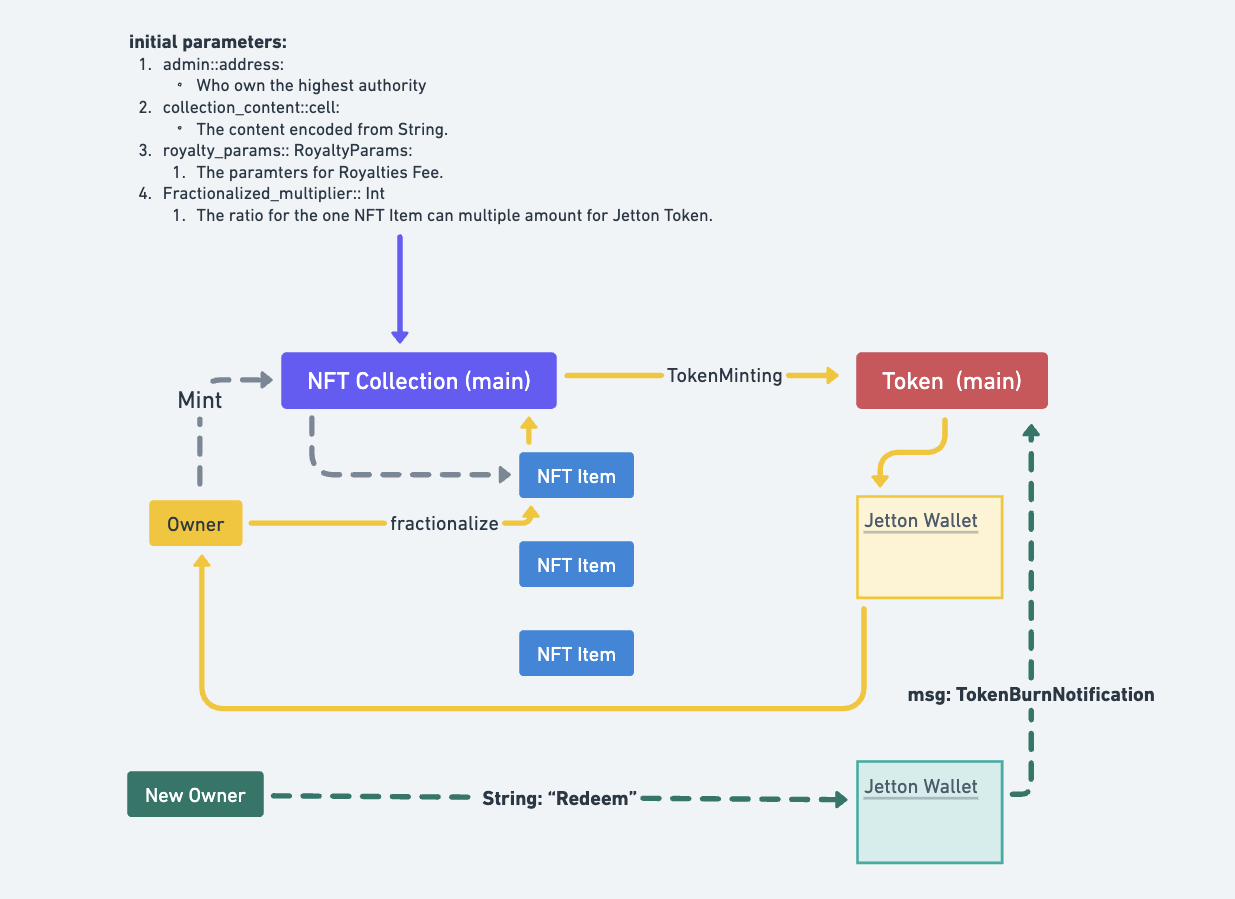 initial parameters:
1. admin::address:
◦ Who own the highest authority
2. collection_content::cell:
• The content encoded from String.
3. royalty_params:: RoyaltyParams:
1. The paramters for Royalties Fee.
4. Fractionalized_multiplier:: Int
1. The ratio for the one NFT Item can multiple amount for Jetton Token.
NFT Collection (main)
TokenMinting
Token (main)
Mint
NFT Item
Owner
fractionalize
Jetton Wallet
NFT Item
NFT Item
msg: TokenBurnNotification
New Owner
String: “Redeem”
Jetton Wallet